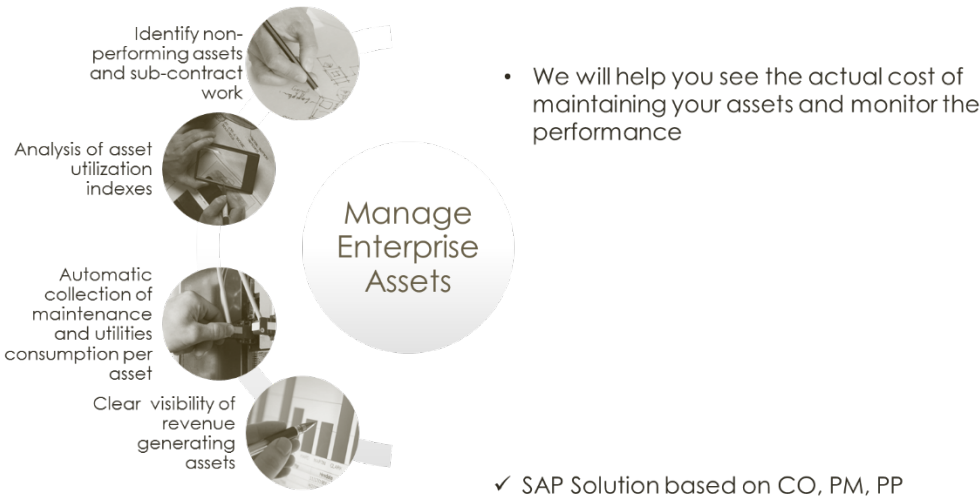 Identify non-
performing assets
and sub-contract
work
Analysis of asset
utilization
indexes
Automatic
collection of
maintenance
and utilities
consumption per
asset
Clear visibility of
revenue
generating
assets
Manage
Enterprise
Assets
• We will help you see the actual cost of
maintaining your assets and monitor the
performance
✓ SAP Solution based on CO, PM, PP